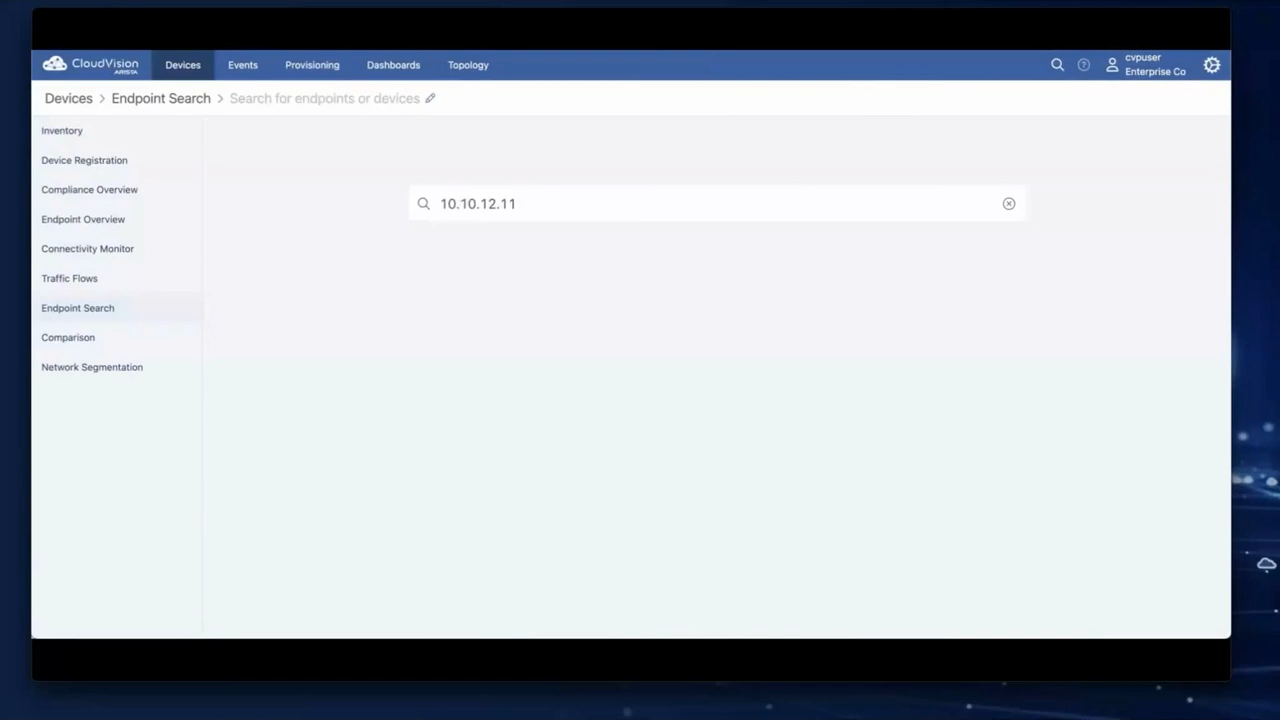 CloudVision
ARISTA
Devices
Events
Provisioning
Dashboards
Topology
cvpuser
Enterprise Co
Devices > Endpoint Search > Search for endpoints or devices
Inventory
Device Registration
Compliance Overview
Endpoint Overview
Connectivity Monitor
Traffic Flows
Endpoint Search
Comparison
Network Segmentation
10.10.12.11